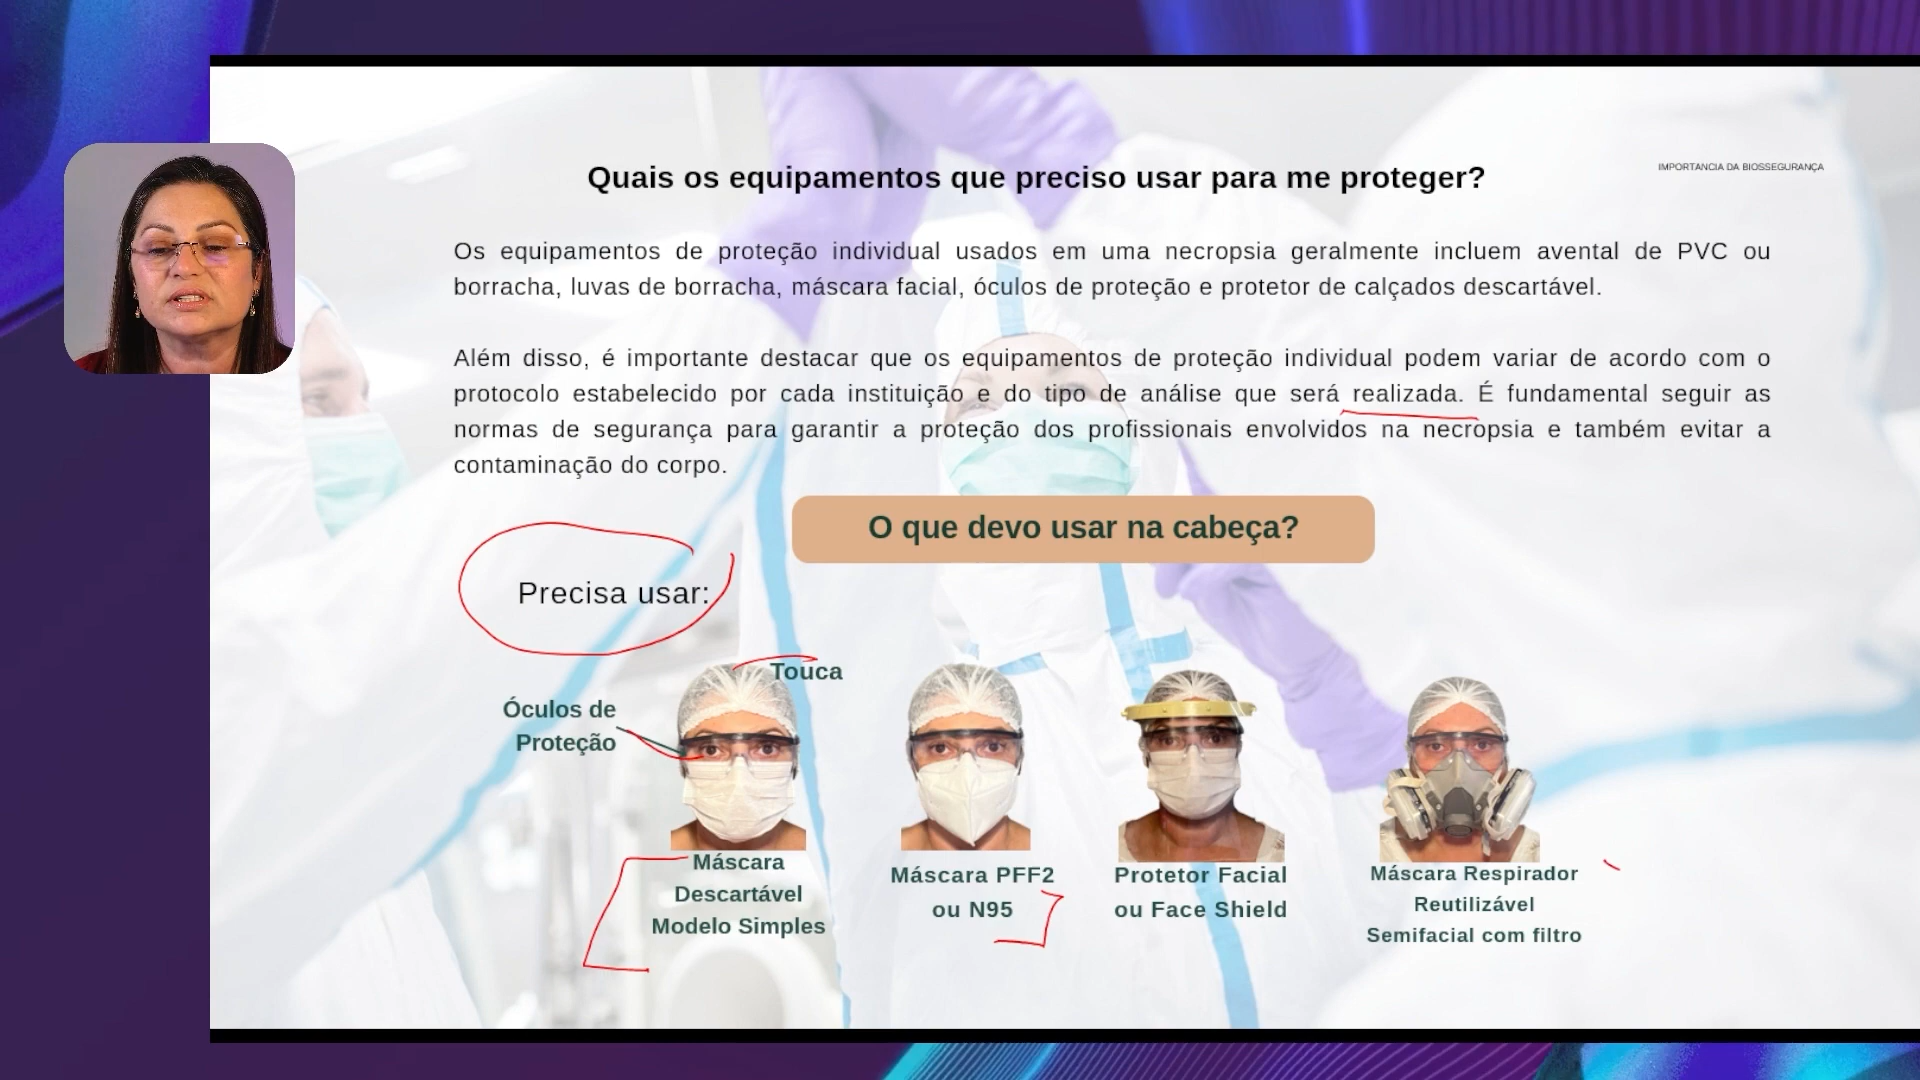 Quais os equipamentos que preciso usar para me proteger?
IMPORTANCIA DA BIOSSEGURANÇA
Os equipamentos de proteção individual usados em uma necropsia geralmente incluem avental de PVC ou
borracha, luvas de borracha, máscara facial, óculos de proteção e protetor de calçados descartável.
Além disso, é importante destacar que os equipamentos de proteção individual podem variar de acordo com o
protocolo estabelecido por cada instituição e do tipo de análise que será realizada. É fundamental seguir as
normas de segurança para garantir a proteção dos profissionais envolvidos na necropsia e também evitar a
contaminação do corpo.
O que devo usar na cabeça?
Precisa usar:
Touca
Óculos de
Proteção
Máscara
Descartável
Modelo Simples
Máscara PFF2
ou N95
Protetor Facial
ou Face Shield
Máscara Respirador
Reutilizável
Semifacial com filtro